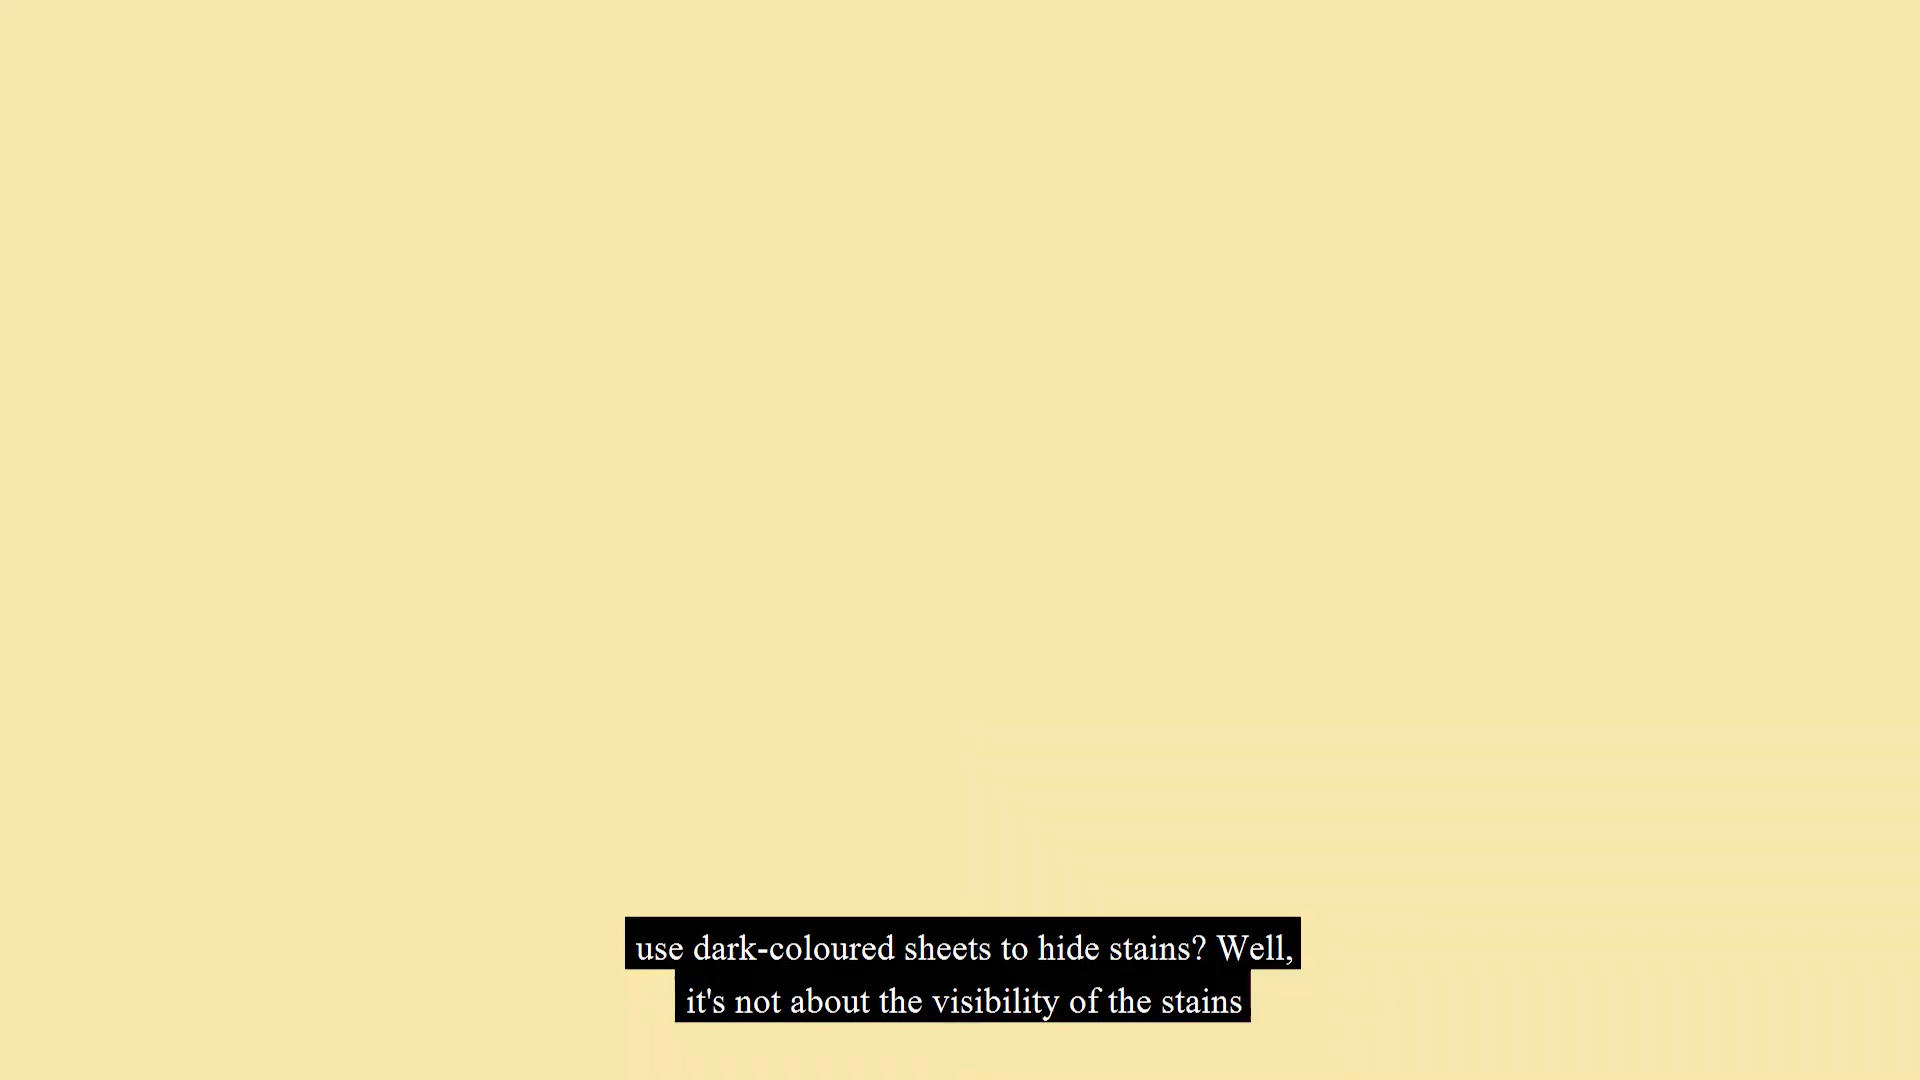 use dark-coloured sheets to hide stains? Well,
it's not about the visibility of the stains